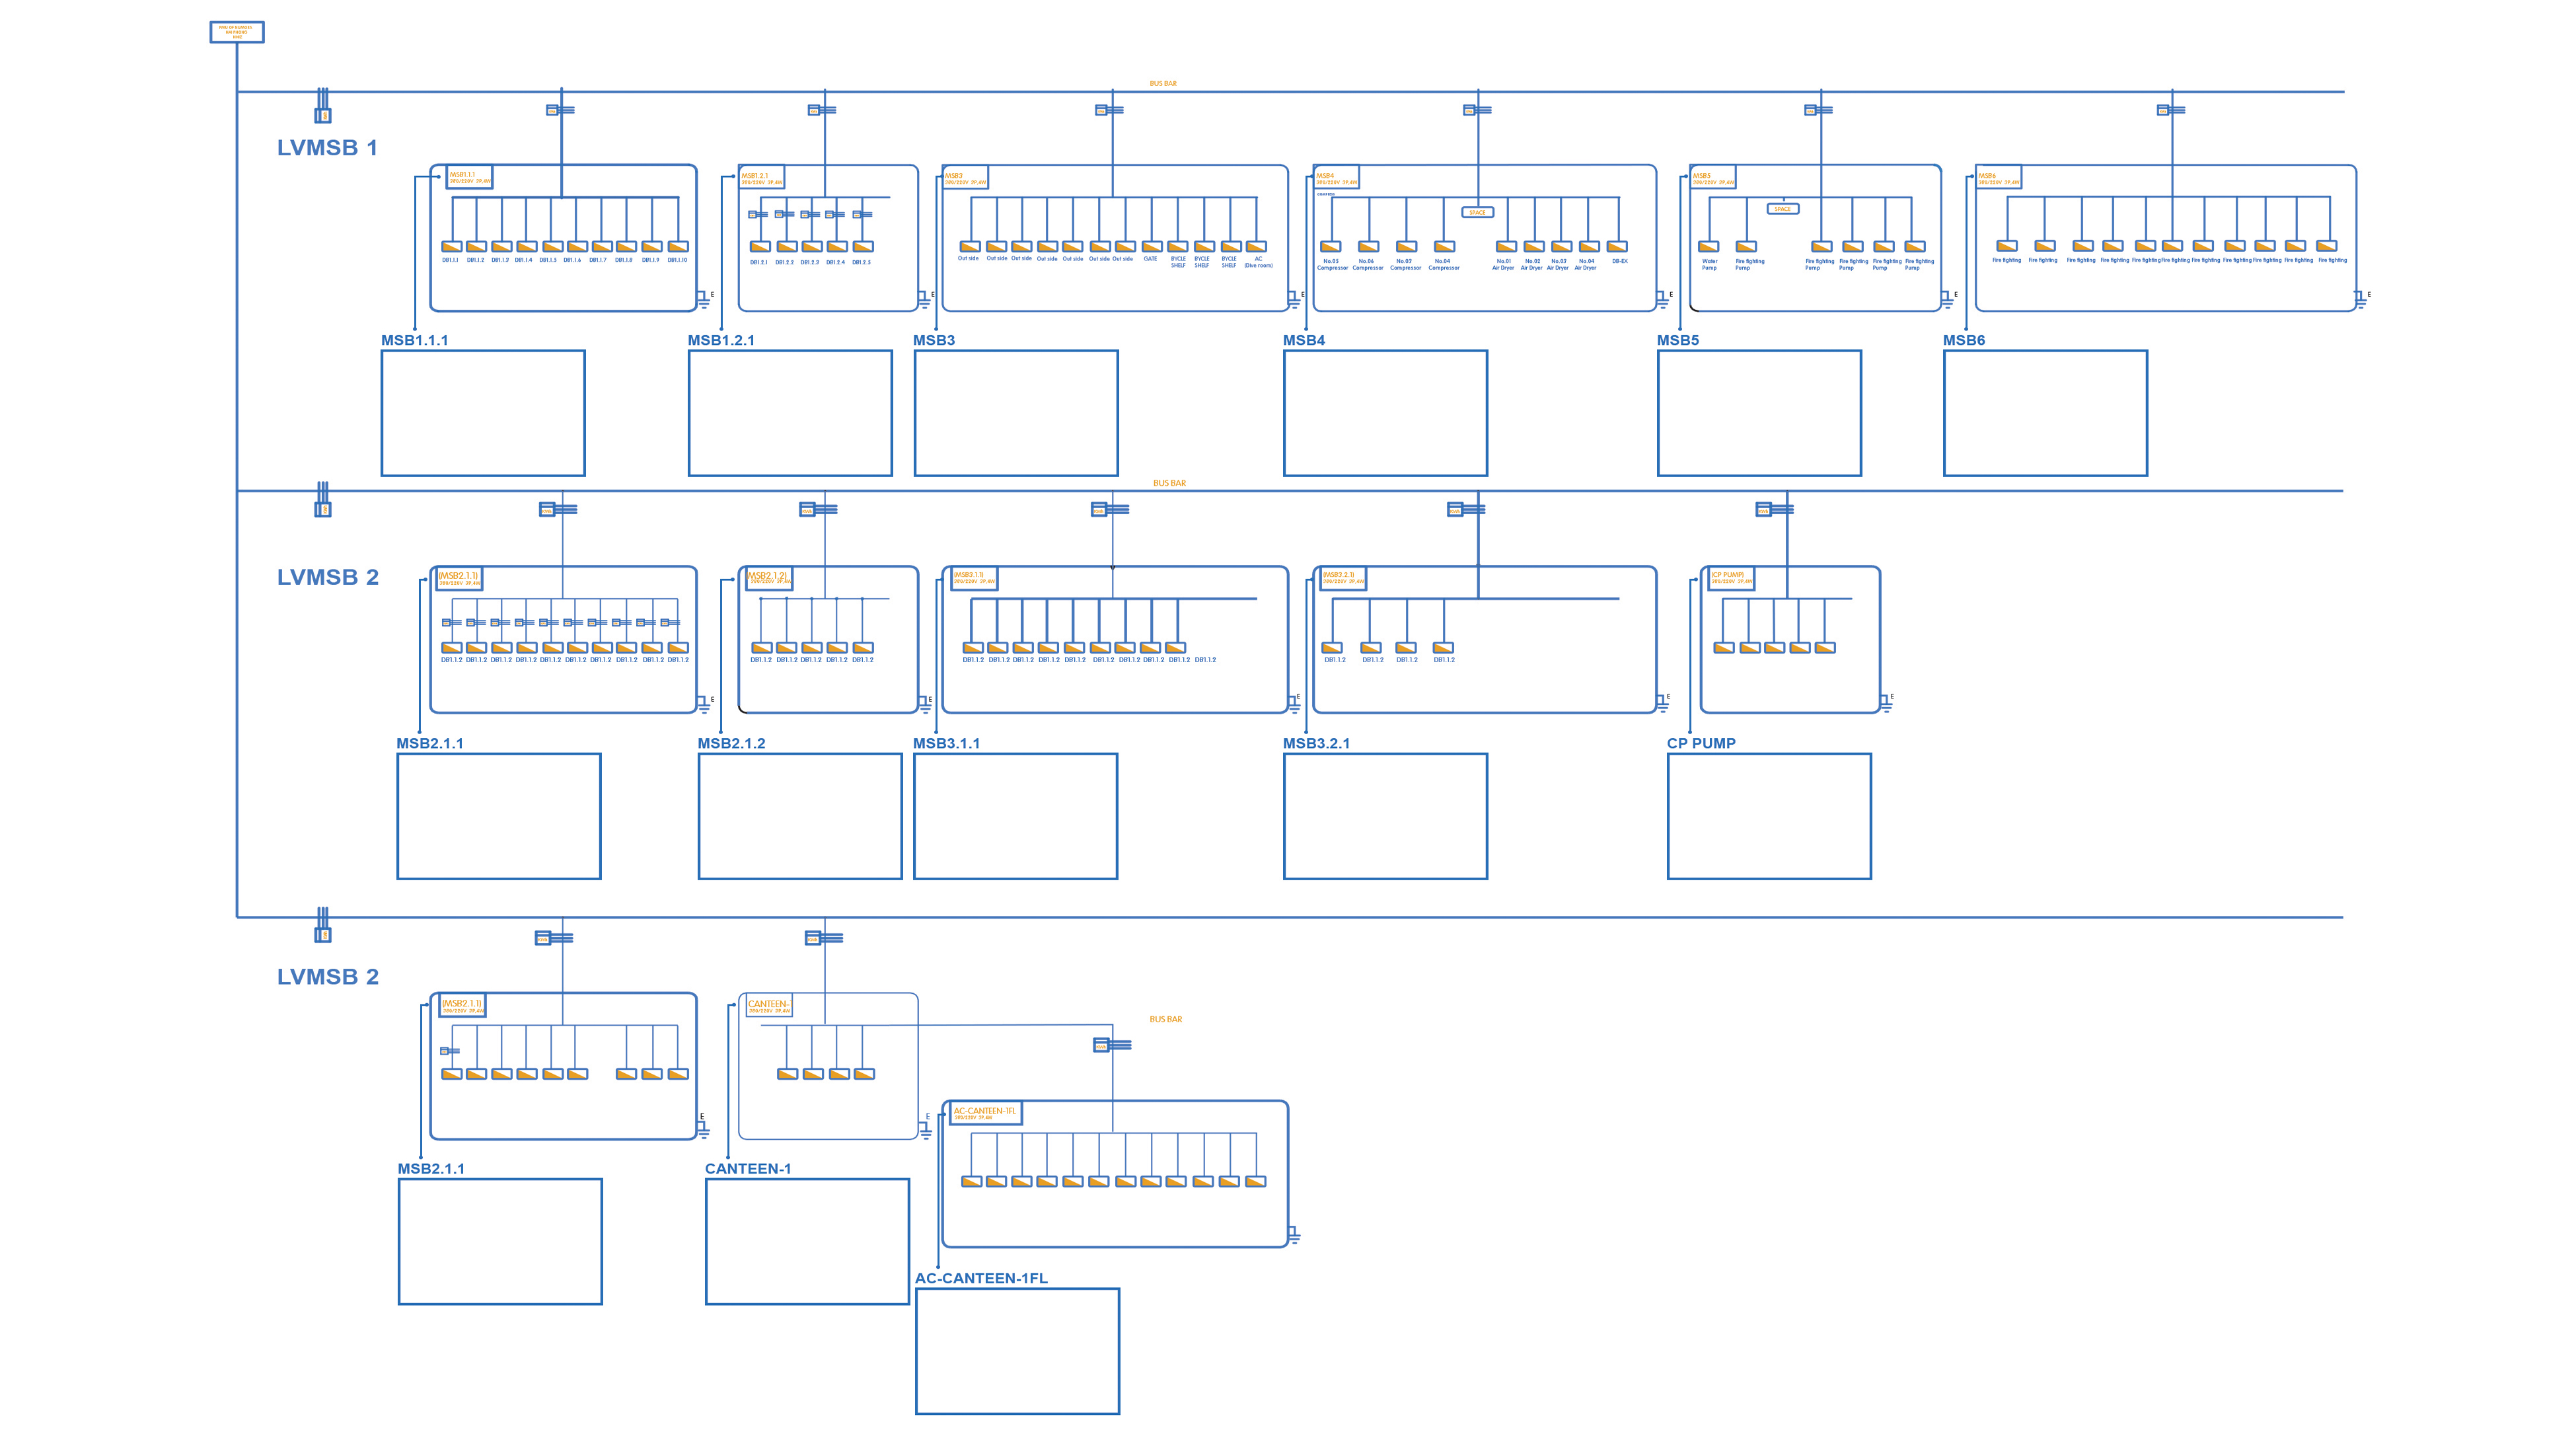 BUS BAR
LVMSB 1
MSB1.1.1
380/220V 3P,4W
MSB1.2.1
380/220V 3P,4W
MSB3
380/220V 3P,4W
MSB4
380/220V 3P,4W
MSB5
380/220V 3P,4W
MSB6
380/220V 3P,4W
SPACE
SPACE
DB1.1.1 DB1.1.2 DB1.1.3 DB1.1.4 DB1.1.5 DB1.1.6 DB1.1.7 DB1.1.8 DB1.1.9 DB1.1.10
DB1.2.1 DB1.2.2 DB1.2.3 DB1.2.4 DB1.2.5
Out side Out side Out side Out side Out side Out side Out side GATE BYCLE BYCLE BYCLE AC
SHELF SHELF SHELF (Dive room)
No.05 No.06 No.03 No.04 No.01 No.02 No.03 No.04 DB-EX
Compressor Compressor Compressor Compressor Air Dryer Air Dryer Air Dryer Air Dryer
Water Fire fighting Fire fighting Fire fighting Fire fighting Fire fighting
Pump Pump Pump Pump Pump Pump
Fire fighting Fire fighting Fire fighting Fire fighting Fire fighting Fire fighting Fire fighting Fire fighting Fire fighting Fire fighting Fire fighting
E E E E E E
MSB1.1.1
MSB1.2.1
MSB3
MSB4
MSB5
MSB6
BUS BAR
LVMSB 2
(MSB2.1.1)
380/220V 3P,4W
(MSB2.1.2)
380/220V 3P,4W
(MSB3.1.1)
380/220V 3P,4W
(MSB3.2.1)
380/220V 3P,4W
(CP PUMP)
380/220V 3P,4W
DB1.1.2 DB1.1.2 DB1.1.2 DB1.1.2 DB1.1.2 DB1.1.2 DB1.1.2 DB1.1.2 DB1.1.2 DB1.1.2
DB1.1.2 DB1.1.2 DB1.1.2 DB1.1.2 DB1.1.2
DB1.1.2 DB1.1.2 DB1.1.2 DB1.1.2 DB1.1.2 DB1.1.2 DB1.1.2 DB1.1.2 DB1.1.2 DB1.1.2
DB1.1.2 DB1.1.2 DB1.1.2 DB1.1.2
E E E E E
MSB2.1.1
MSB2.1.2
MSB3.1.1
MSB3.2.1
CP PUMP
LVMSB 2
(MSB2.1.1)
380/220V 3P,4W
CANTEEN-1
380/220V 3P,4W
BUS BAR
E E
AC-CANTEEN-1FL
380/220V 3P,4W
MSB2.1.1
CANTEEN-1
AC-CANTEEN-1FL